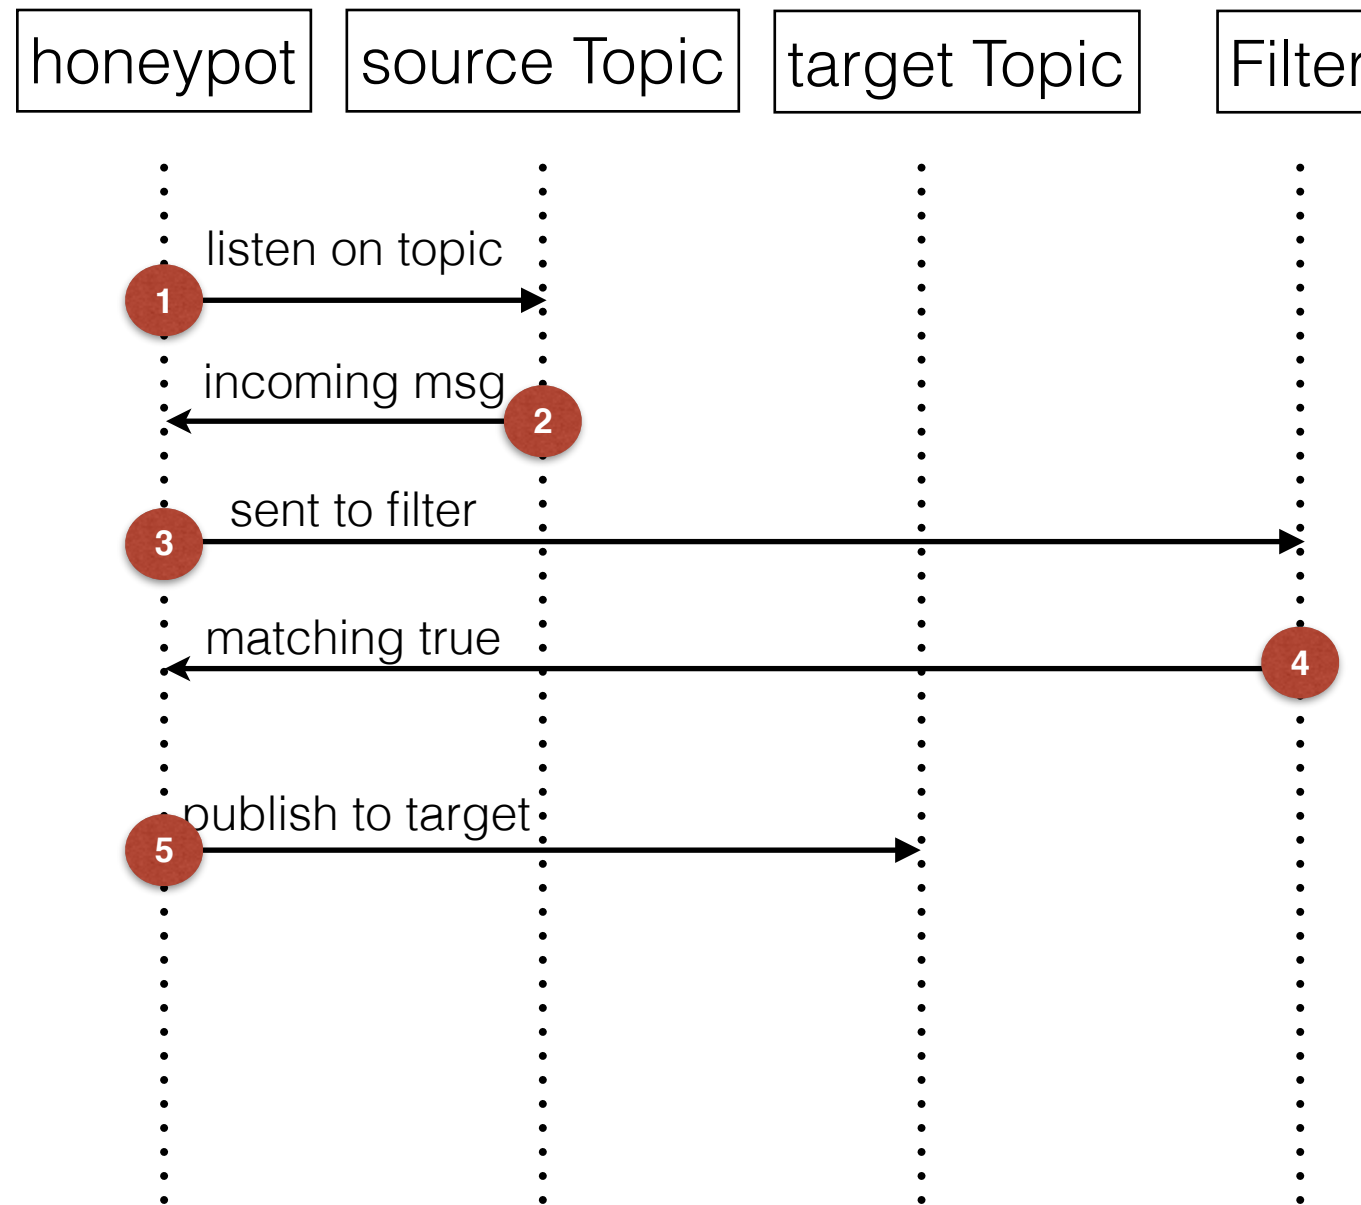 honeypot
source Topic
target Topic
Filter
listen on topic
1
incoming msg
2
sent to filter
3
matching true
4
publish to target
5